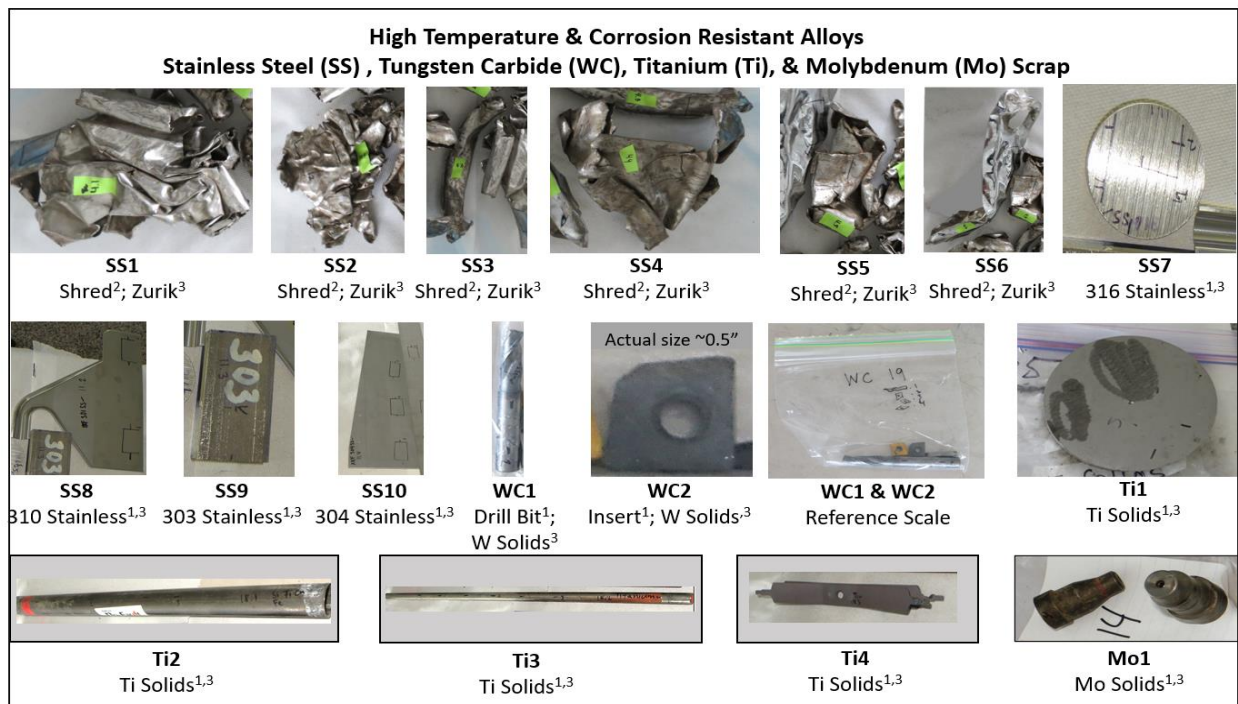 High Temperature & Corrosion Resistant Alloys
Stainless Steel (SS) , Tungsten Carbide (WC), Titanium (Ti), & Molybdenum (Mo) Scrap
SS1
Shred²; Zurik³
SS2
Shred²; Zurik³
SS3
Shred²; Zurik³
SS4
Shred²; Zurik³
SS5
Shred²; Zurik³
SS6
Shred²; Zurik³
SS7
316 Stainless¹,³
303
SS8
310 Stainless¹,³
303
SS9
303 Stainless¹,³
SS10
304 Stainless¹,³
WC1
Drill Bit¹;
W Solids³
Actual size ~0.5”
WC2
Insert¹; W Solids,³
WC 19
WC1 & WC2
Reference Scale
Ti1
Ti Solids¹,³
Ti2
Ti Solids¹,³
Ti3
Ti Solids¹,³
Ti4
Ti Solids¹,³
14
Mo1
Mo Solids¹,³